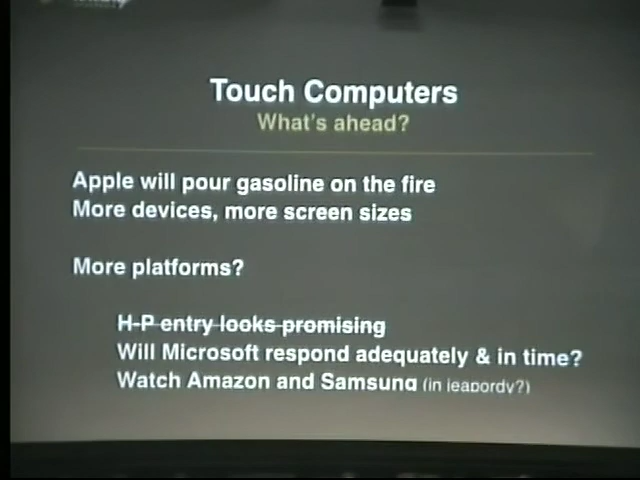 Touch Computers
What's ahead?
Apple will pour gasoline on the fire
More devices, more screen sizes
More platforms?
H-P entry looks promising
Will Microsoft respond adequately & in time?
Watch Amazon and Samsung (in jeapordy?)